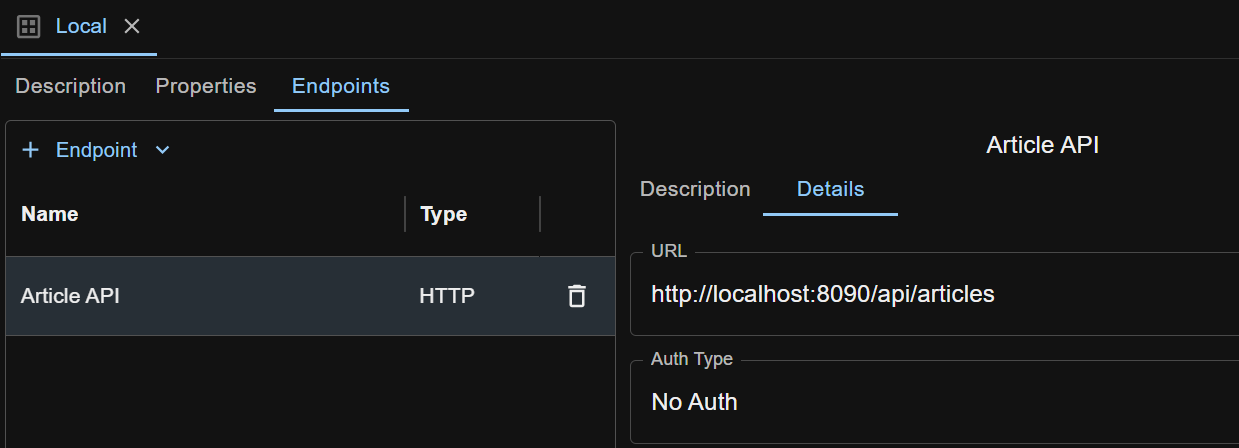 Local
Description Properties Endpoints
Endpoint
Name Type
Article API HTTP
Article API
Description Details
URL
http://localhost:8090/api/articles
Auth Type
No Auth